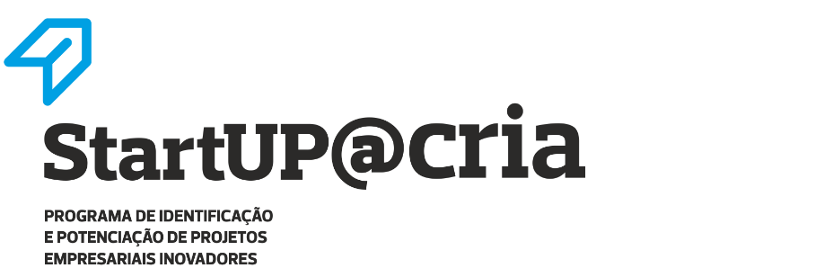 StartUP@cria
PROGRAMA DE IDENTIFICAÇÃO
E POTENCIAÇÃO DE PROJETOS
EMPRESARIAIS INOVADORES